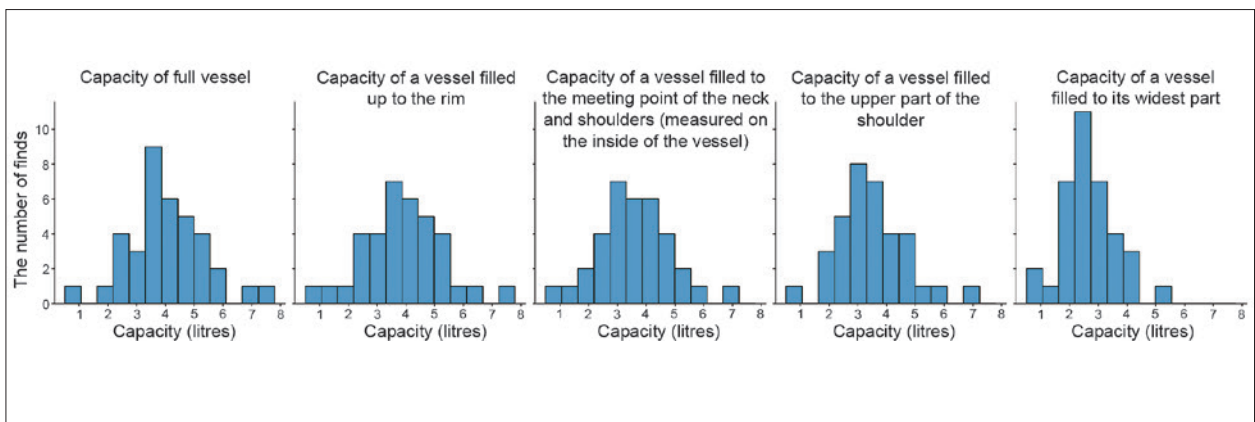 Capacity of full vessel
Capacity of a vessel filled
up to the rim
Capacity of a vessel filled to
the meeting point of the neck
and shoulders (measured on
the inside of the vessel)
Capacity of a vessel filled
to the upper part of the
shoulder
Capacity of a vessel
filled to its widest part
The number of finds
10
8
6
4
2
0
1 2 3 4 5 6 7 8
1 2 3 4 5 6 7 8
1 2 3 4 5 6 7 8
1 2 3 4 5 6 7 8
1 2 3 4 5 6 7 8
Capacity (litres)
Capacity (litres)
Capacity (litres)
Capacity (litres)
Capacity (litres)